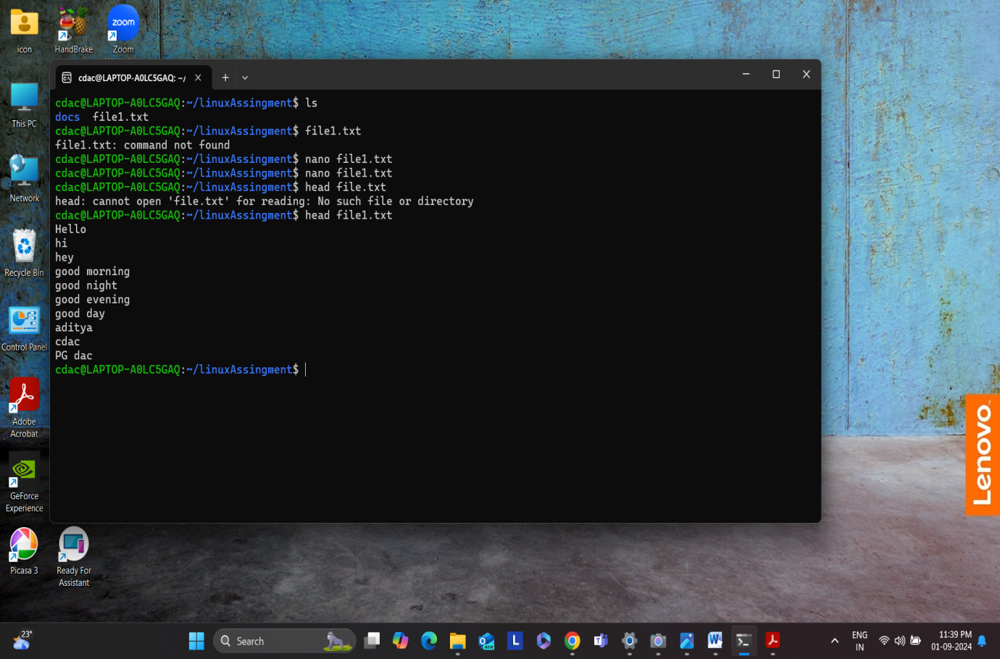 icon
HandBrake
zoom
Zoom
This PC
Network
Recycle Bin
Control Panel
Adobe
Acrobat
GeForce
Experience
Picasa 3
Ready For
Assistant
cdac@LAPTOP-A0LC5GAQ: ~/
cdac@LAPTOP-A0LC5GAQ:~/linuxAssingment$ ls
docs  file1.txt
cdac@LAPTOP-A0LC5GAQ:~/linuxAssingment$ file1.txt
file1.txt: command not found
cdac@LAPTOP-A0LC5GAQ:~/linuxAssingment$ nano file1.txt
cdac@LAPTOP-A0LC5GAQ:~/linuxAssingment$ nano file1.txt
cdac@LAPTOP-A0LC5GAQ:~/linuxAssingment$ head file.txt
head: cannot open 'file.txt' for reading: No such file or directory
cdac@LAPTOP-A0LC5GAQ:~/linuxAssingment$ head file1.txt
Hello
hi
hey
good morning
good night
good evening
good day
aditya
cdac
PG dac
cdac@LAPTOP-A0LC5GAQ:~/linuxAssingment$
Lenovo
23°
Search
NEW
L
ENG
IN
11:39 PM
01-09-2024